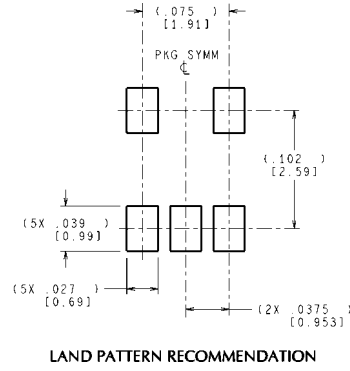 (.075 )
[1.91]
PKG SYMM
℄
(.102 )
[2.59]
(5X .039 )
[0.99]
(5X .027 )
[0.69]
(2X .0375 )
[0.953]
LAND PATTERN RECOMMENDATION